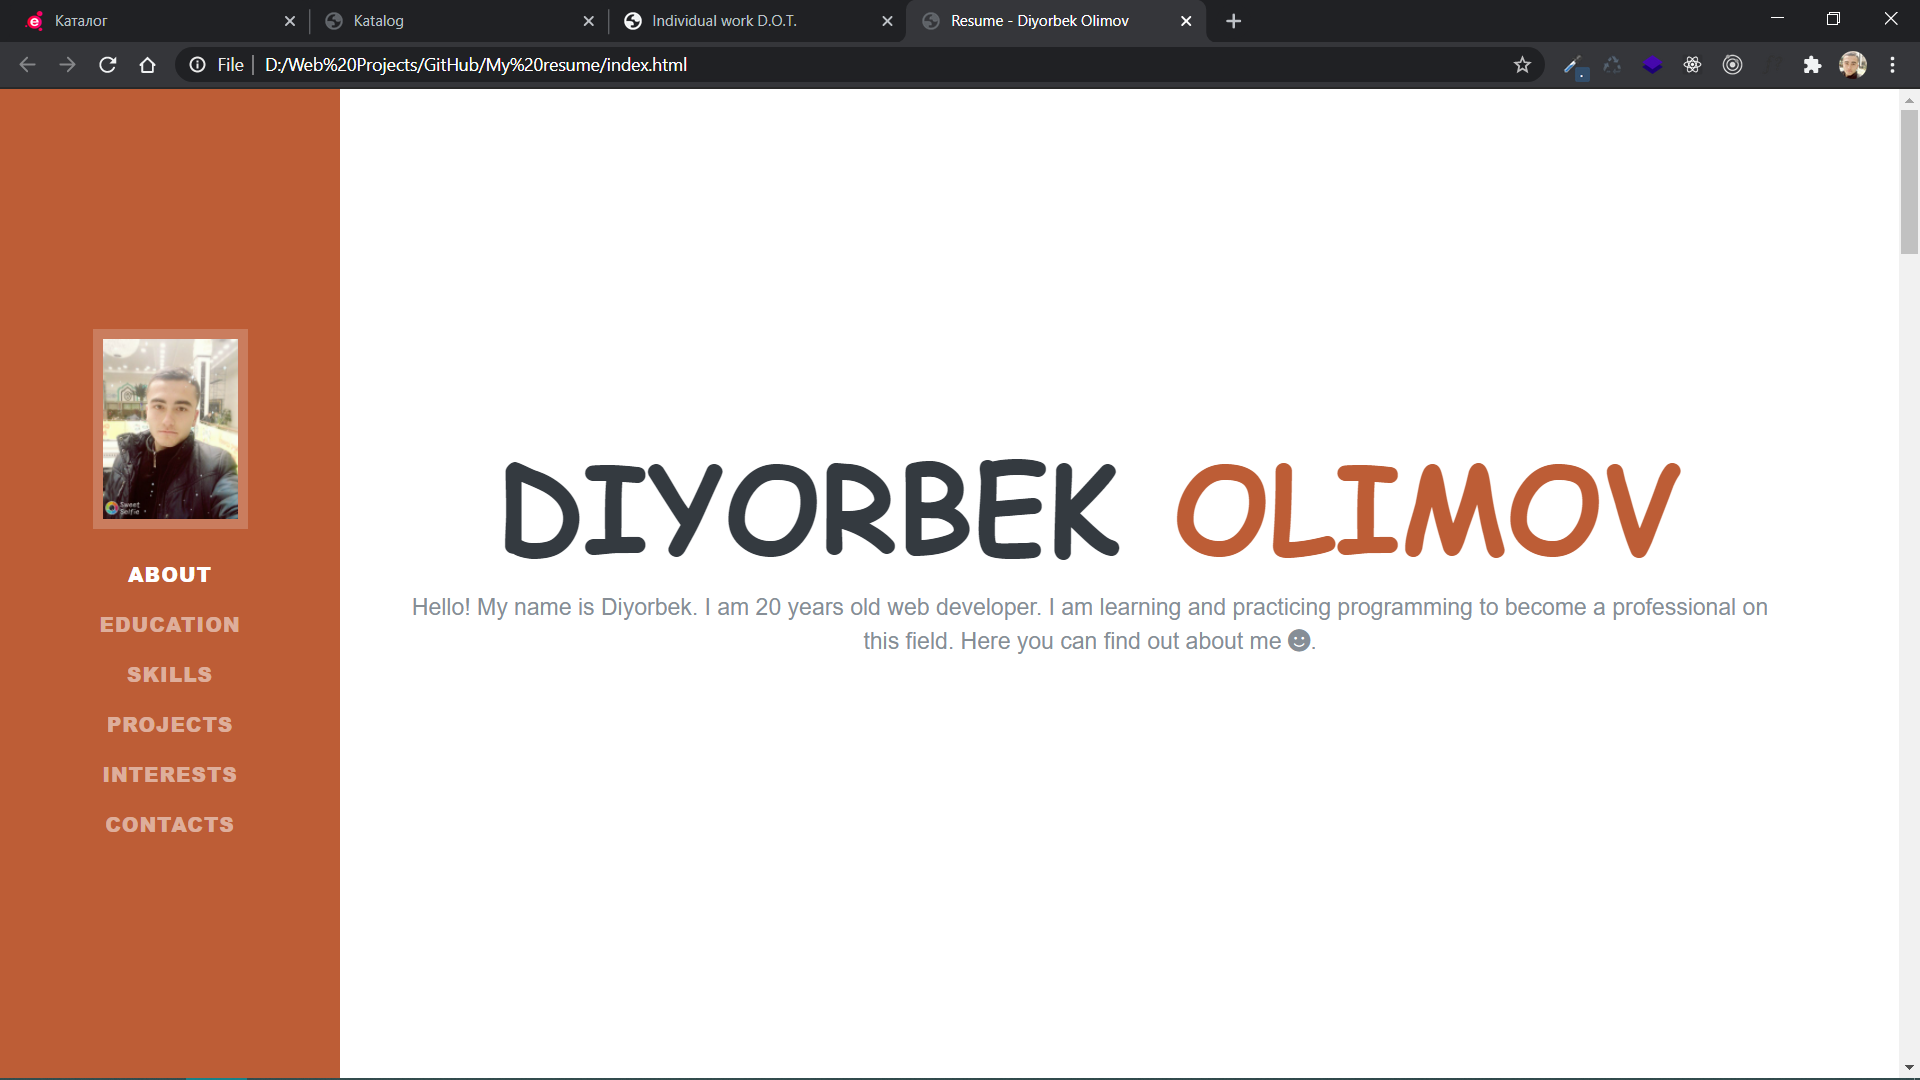 Каталог
Katalog
Individual work D.O.T.
Resume - Diyorbek Olimov
File
D:/Web%20Projects/GitHub/My%20resume/index.html
Sweet
Selfie
ABOUT
EDUCATION
SKILLS
PROJECTS
INTERESTS
CONTACTS
DIYORBEK OLIMOV
Hello! My name is Diyorbek. I am 20 years old web developer. I am learning and practicing programming to become a professional on
this field. Here you can find out about me 😊.